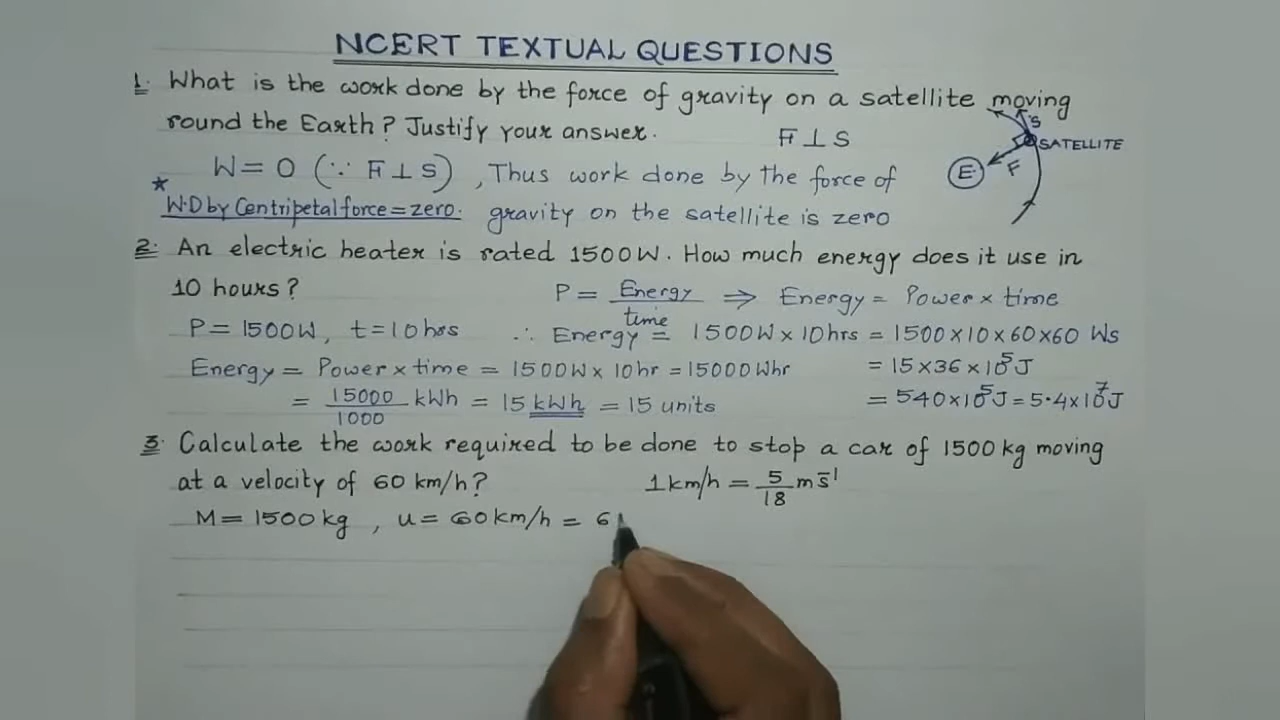 NCERT TEXTUAL QUESTIONS
1. What is the work done by the force of gravity on a satellite moving
round the Earth? Justify your answer.
F ⊥ S
S
SATELLITE
E
F
W = 0 (∵ F ⊥ S), Thus work done by the force of
* W.D by Centripetal force = zero. gravity on the satellite is zero
2. An electric heater is rated 1500W. How much energy does it use in
10 hours?
P = Energy/time ⇒ Energy = Power × time
P = 1500W, t = 10 hrs
∴ Energy = 1500W × 10 hrs = 1500×10×60×60 Ws
Energy = Power × time = 1500W × 10 hr = 15000 Whr
= 15×36×10⁵ J
= 15000/1000 kWh = 15 kWh = 15 units
= 540×10⁵ J = 5.4×10⁷ J
3. Calculate the work required to be done to stop a car of 1500 kg moving
at a velocity of 60 km/h?
1 km/h = 5/18 ms⁻¹
M = 1500 kg, u = 60 km/h = 6